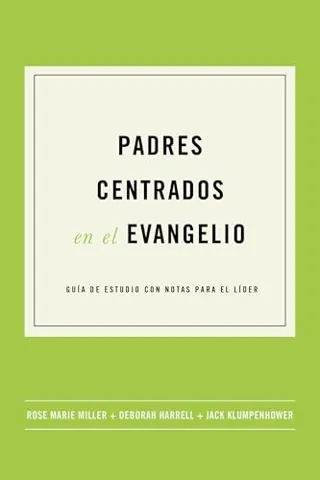 PADRES
CENTRADOS
en el EVANGELIO
GUÍA DE ESTUDIO CON NOTAS PARA EL LÍDER
ROSE MARIE MILLER + DEBORAH HARRELL + JACK KLUMPENHOWER